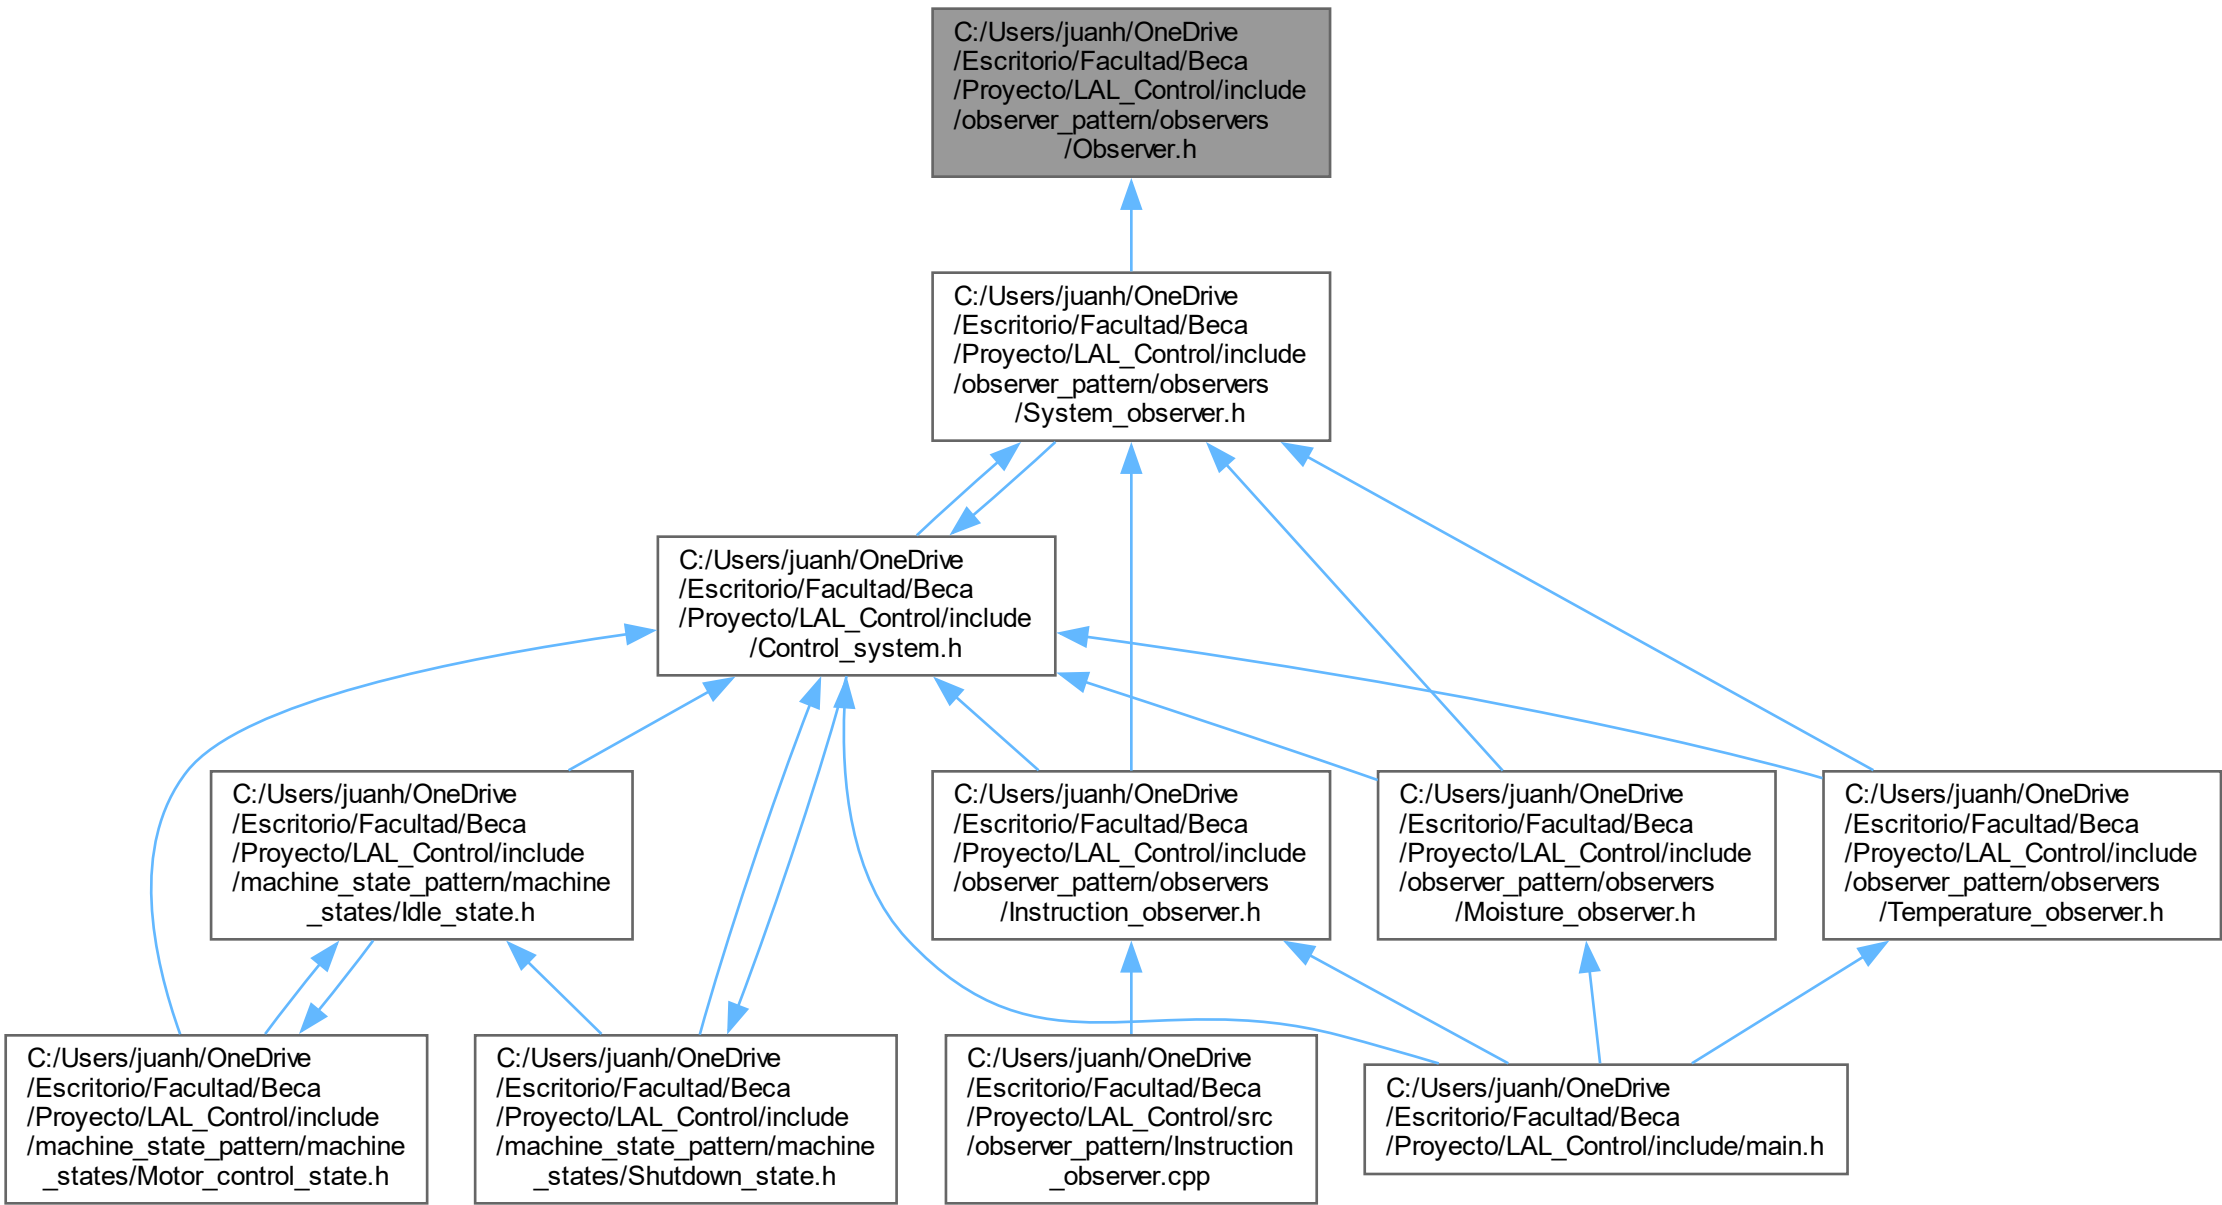 C:/Users/juanh/OneDrive
/Escritorio/Facultad/Beca
/Proyecto/LAL_Control/include
/observer_pattern/observers
/Observer.h
C:/Users/juanh/OneDrive
/Escritorio/Facultad/Beca
/Proyecto/LAL_Control/include
/observer_pattern/observers
/System_observer.h
C:/Users/juanh/OneDrive
/Escritorio/Facultad/Beca
/Proyecto/LAL_Control/include
/Control_system.h
C:/Users/juanh/OneDrive
/Escritorio/Facultad/Beca
/Proyecto/LAL_Control/include
/machine_state_pattern/machine
_states/Idle_state.h
C:/Users/juanh/OneDrive
/Escritorio/Facultad/Beca
/Proyecto/LAL_Control/include
/observer_pattern/observers
/Instruction_observer.h
C:/Users/juanh/OneDrive
/Escritorio/Facultad/Beca
/Proyecto/LAL_Control/include
/observer_pattern/observers
/Moisture_observer.h
C:/Users/juanh/OneDrive
/Escritorio/Facultad/Beca
/Proyecto/LAL_Control/include
/observer_pattern/observers
/Temperature_observer.h
C:/Users/juanh/OneDrive
/Escritorio/Facultad/Beca
/Proyecto/LAL_Control/include
/machine_state_pattern/machine
_states/Motor_control_state.h
C:/Users/juanh/OneDrive
/Escritorio/Facultad/Beca
/Proyecto/LAL_Control/include
/machine_state_pattern/machine
_states/Shutdown_state.h
C:/Users/juanh/OneDrive
/Escritorio/Facultad/Beca
/Proyecto/LAL_Control/src
/observer_pattern/Instruction
_observer.cpp
C:/Users/juanh/OneDrive
/Escritorio/Facultad/Beca
/Proyecto/LAL_Control/include/main.h